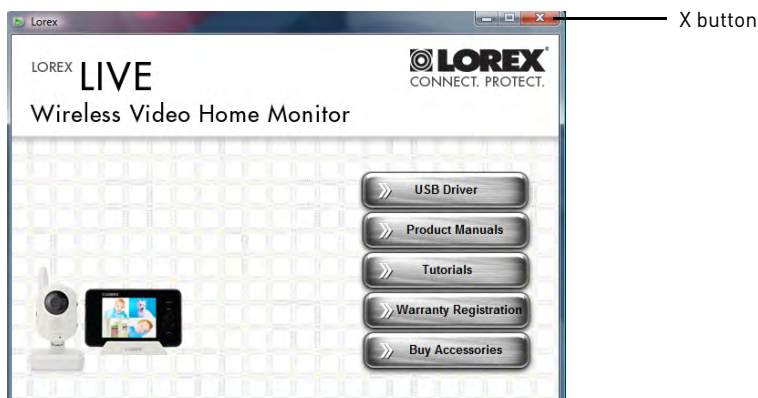 Lorex
X button
LOREX LIVE
LOREX
CONNECT. PROTECT.
Wireless Video Home Monitor
USB Driver
Product Manuals
Tutorials
Warranty Registration
Buy Accessories